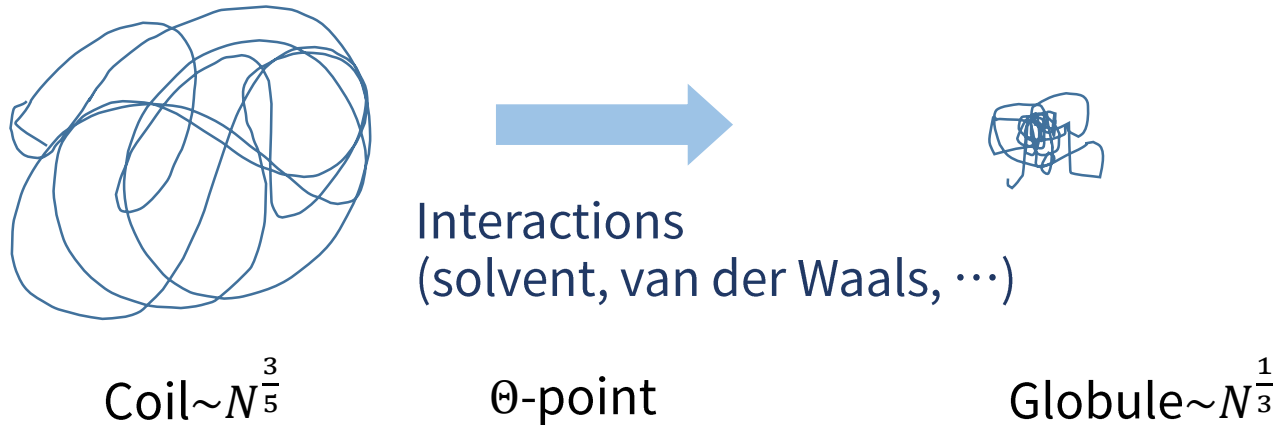 Interactions
(solvent, van der Waals, ⋯)
Coil~N^{3/5}
Θ-point
Globule~N^{1/3}